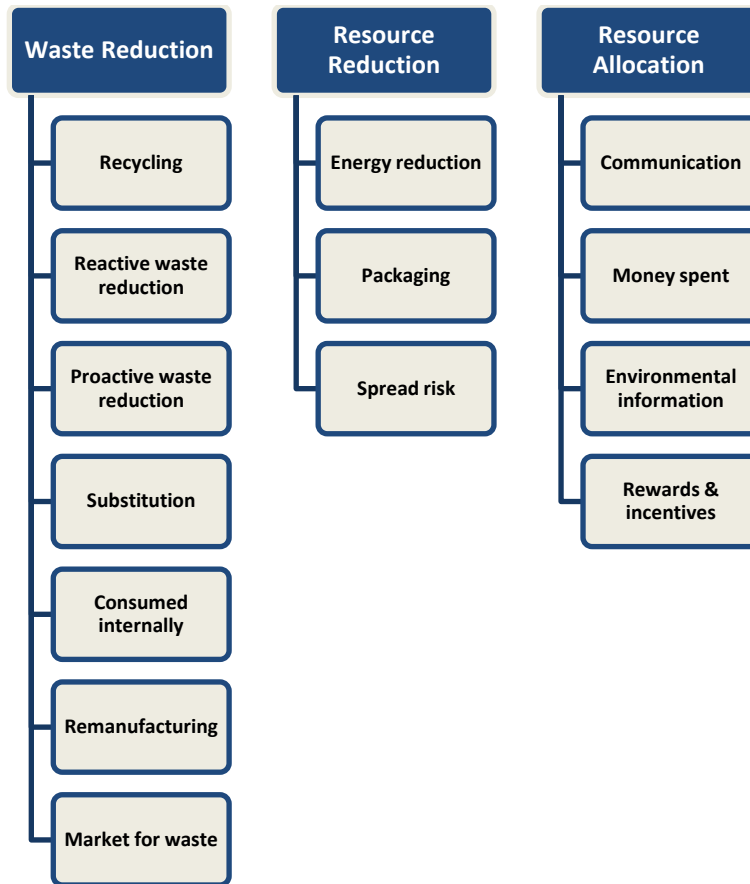 Waste Reduction
Recycling
Reactive waste
reduction
Proactive waste
reduction
Substitution
Consumed
internally
Remanufacturing
Market for waste
Resource
Reduction
Energy reduction
Packaging
Spread risk
Resource
Allocation
Communication
Money spent
Environmental
information
Rewards &
incentives